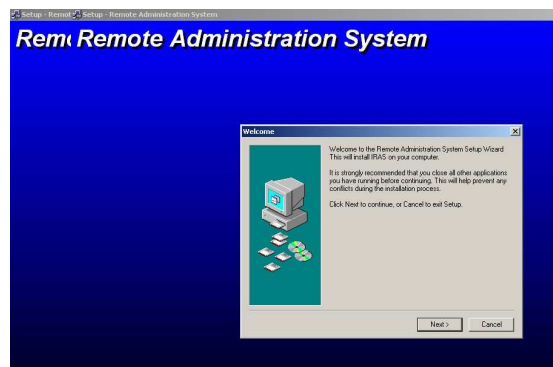 Setup - Remot Setup - Remote Administration System
Rem Remote Administration System
Welcome
Welcome to the Remote Administration System Setup Wizard
This will install IRAS on your computer.
It is strongly recommended that you close all other applications
you have running before continuing. This will help prevent any
conflicts during the installation process.
Click Next to continue, or Cancel to exit Setup.
Next >
Cancel